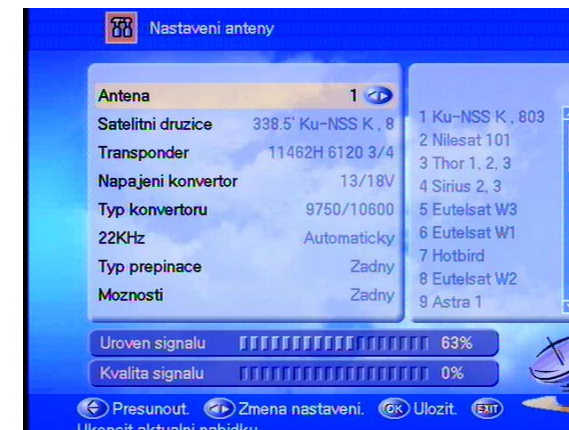 Nastaveni anteny
Antena 1
Satelitni druzice 338.5' Ku-NSS K , 8
Transponder 11462H 6120 3/4
Napajeni konvertor 13/18V
Typ konvertoru 9750/10600
22KHz Automaticky
Typ prepinace Zadny
Moznosti Zadny
1 Ku-NSS K , 803
2 Nilesat 101
3 Thor 1, 2, 3
4 Sirius 2, 3
5 Eutelsat W3
6 Eutelsat W1
7 Hotbird
8 Eutelsat W2
9 Astra 1
Uroven signalu 63%
Kvalita signalu 0%
Presunout. Zmena nastaveni. OK Ulozit. EXIT
Ukoncit aktualni nabidku